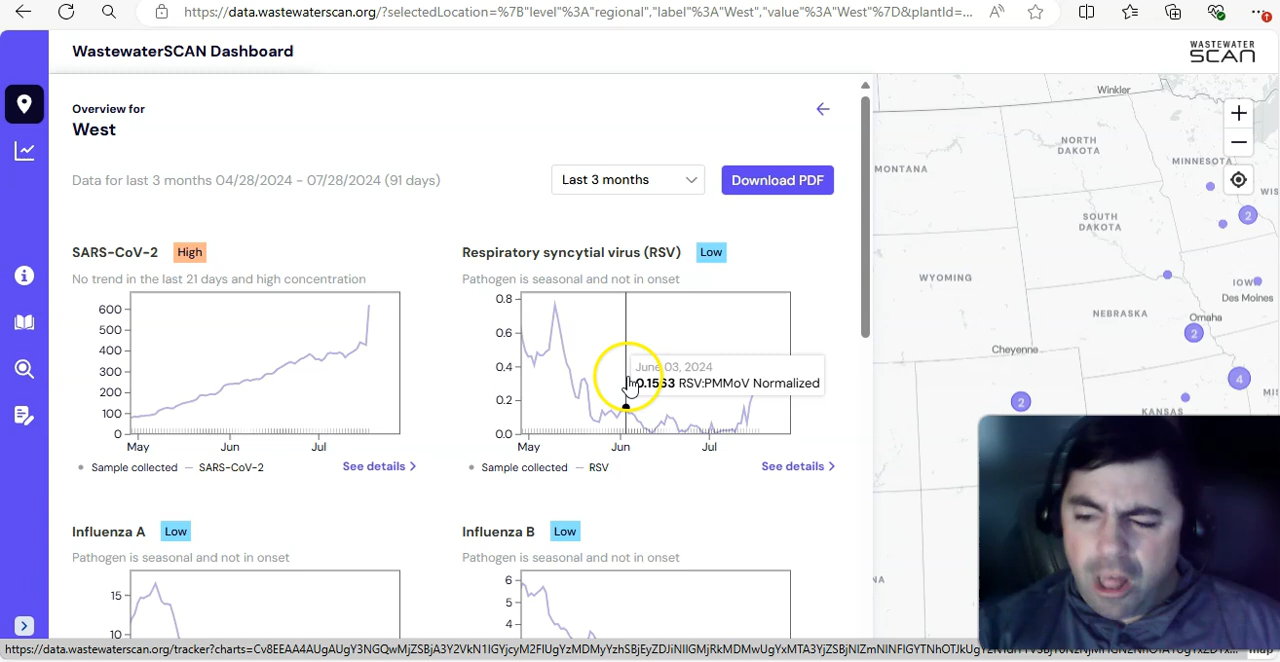 https://data.wastewaterscan.org/?selectedLocation=%7B"level"%3A"regional","label"%3A"West","value"%3A"West"%7D&plantId=...
WastewaterSCAN Dashboard
WASTEWATER
SCAN
Overview for
West
Data for last 3 months 04/28/2024 - 07/28/2024 (91 days)
Last 3 months
Download PDF
SARS-CoV-2 High
No trend in the last 21 days and high concentration
600
500
400
300
200
100
0
May Jun Jul
Sample collected SARS-CoV-2
See details
Respiratory syncytial virus (RSV) Low
Pathogen is seasonal and not in onset
0.8
0.6
0.4
0.2
0.0
June 03, 2024
0.1563 RSV:PMMoV Normalized
May Jun Jul
Sample collected RSV
See details
Influenza A Low
Pathogen is seasonal and not in onset
15
10
Influenza B Low
Pathogen is seasonal and not in onset
6
5
4
Winkler
NORTH
DAKOTA
MONTANA
MINNESOTA
WIS
2
SOUTH
DAKOTA
WYOMING
IOWA
Des Moines
NEBRASKA
Omaha
2
Cheyenne
4
2
KANSAS
MI
NA
map